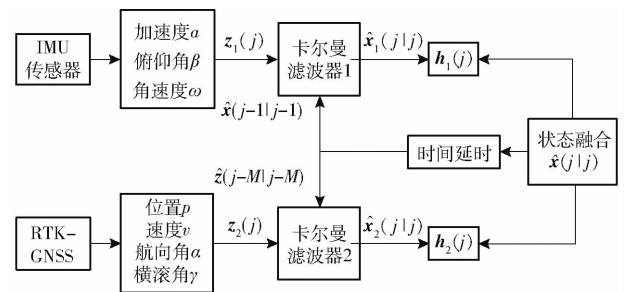 IMU
传感器
加速度a
俯仰角β
角速度ω
z₁(j)
卡尔曼
滤波器1
x̂₁(j|j)
h₁(j)
x̂(j−1|j−1)
时间延时
状态融合
x̂(j|j)
ẑ(j−M|j−M)
RTK-
GNSS
位置p
速度v
航向角α
横滚角γ
z₂(j)
卡尔曼
滤波器2
x̂₂(j|j)
h₂(j)